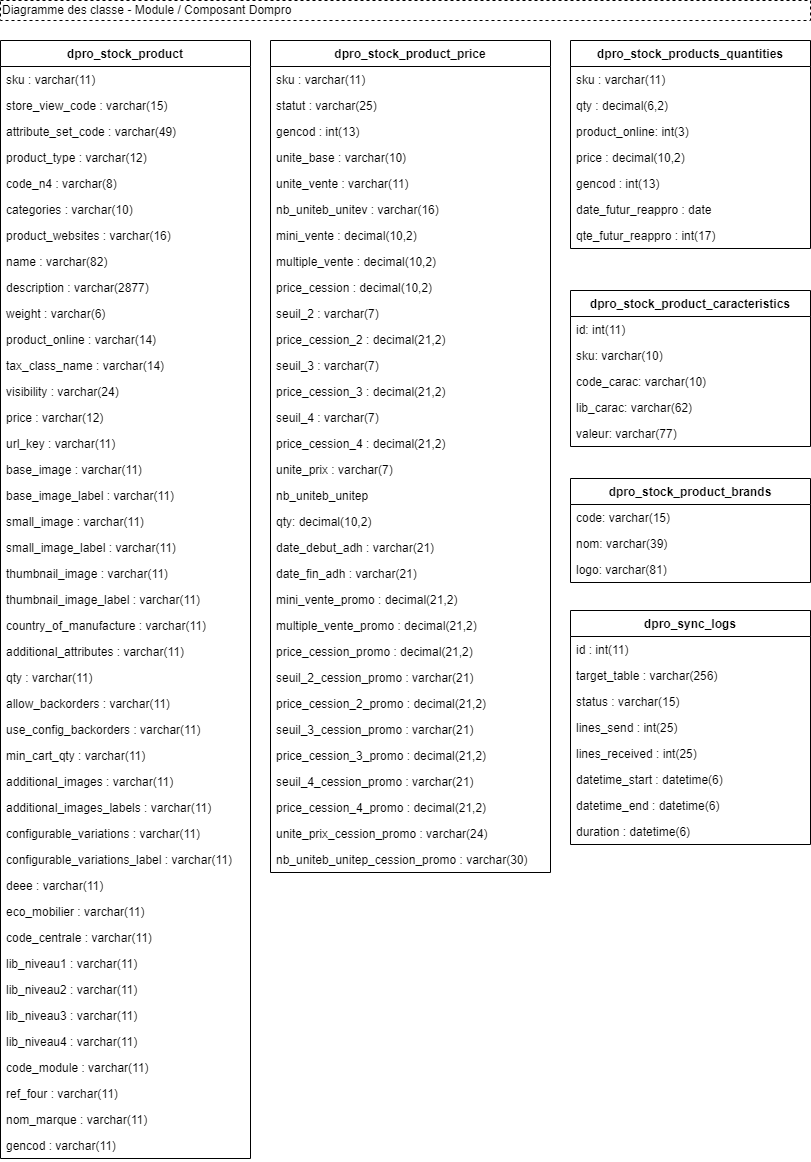 Diagramme des classe - Module / Composant Dompro
dpro_stock_product
sku : varchar(11)
store_view_code : varchar(15)
attribute_set_code : varchar(49)
product_type : varchar(12)
code_n4 : varchar(8)
categories : varchar(10)
product_websites : varchar(16)
name : varchar(82)
description : varchar(2877)
weight : varchar(6)
product_online : varchar(14)
tax_class_name : varchar(14)
visibility : varchar(24)
price : varchar(12)
url_key : varchar(11)
base_image : varchar(11)
base_image_label : varchar(11)
small_image : varchar(11)
small_image_label : varchar(11)
thumbnail_image : varchar(11)
thumbnail_image_label : varchar(11)
country_of_manufacture : varchar(11)
additional_attributes : varchar(11)
qty : varchar(11)
allow_backorders : varchar(11)
use_config_backorders : varchar(11)
min_cart_qty : varchar(11)
additional_images : varchar(11)
additional_images_labels : varchar(11)
configurable_variations : varchar(11)
configurable_variations_label : varchar(11)
deee : varchar(11)
eco_mobilier : varchar(11)
code_centrale : varchar(11)
lib_niveau1 : varchar(11)
lib_niveau2 : varchar(11)
lib_niveau3 : varchar(11)
lib_niveau4 : varchar(11)
code_module : varchar(11)
ref_four : varchar(11)
nom_marque : varchar(11)
gencod : varchar(11)
dpro_stock_product_price
sku : varchar(11)
statut : varchar(25)
gencod : int(13)
unite_base : varchar(10)
unite_vente : varchar(11)
nb_uniteb_unitev : varchar(16)
mini_vente : decimal(10,2)
multiple_vente : decimal(10,2)
price_cession : decimal(10,2)
seuil_2 : varchar(7)
price_cession_2 : decimal(21,2)
seuil_3 : varchar(7)
price_cession_3 : decimal(21,2)
seuil_4 : varchar(7)
price_cession_4 : decimal(21,2)
unite_prix : varchar(7)
nb_uniteb_unitep
qty: decimal(10,2)
date_debut_adh : varchar(21)
date_fin_adh : varchar(21)
mini_vente_promo : decimal(21,2)
multiple_vente_promo : decimal(21,2)
price_cession_promo : decimal(21,2)
seuil_2_cession_promo : varchar(21)
price_cession_2_promo : decimal(21,2)
seuil_3_cession_promo : varchar(21)
price_cession_3_promo : decimal(21,2)
seuil_4_cession_promo : varchar(21)
price_cession_4_promo : decimal(21,2)
unite_prix_cession_promo : varchar(24)
nb_uniteb_unitep_cession_promo : varchar(30)
dpro_stock_products_quantities
sku : varchar(11)
qty : decimal(6,2)
product_online: int(3)
price : decimal(10,2)
gencod : int(13)
date_futur_reappro : date
qte_futur_reappro : int(17)
dpro_stock_product_caracteristics
id: int(11)
sku: varchar(10)
code_carac: varchar(10)
lib_carac: varchar(62)
valeur: varchar(77)
dpro_stock_product_brands
code: varchar(15)
nom: varchar(39)
logo: varchar(81)
dpro_sync_logs
id : int(11)
target_table : varchar(256)
status : varchar(15)
lines_send : int(25)
lines_received : int(25)
datetime_start : datetime(6)
datetime_end : datetime(6)
duration : datetime(6)